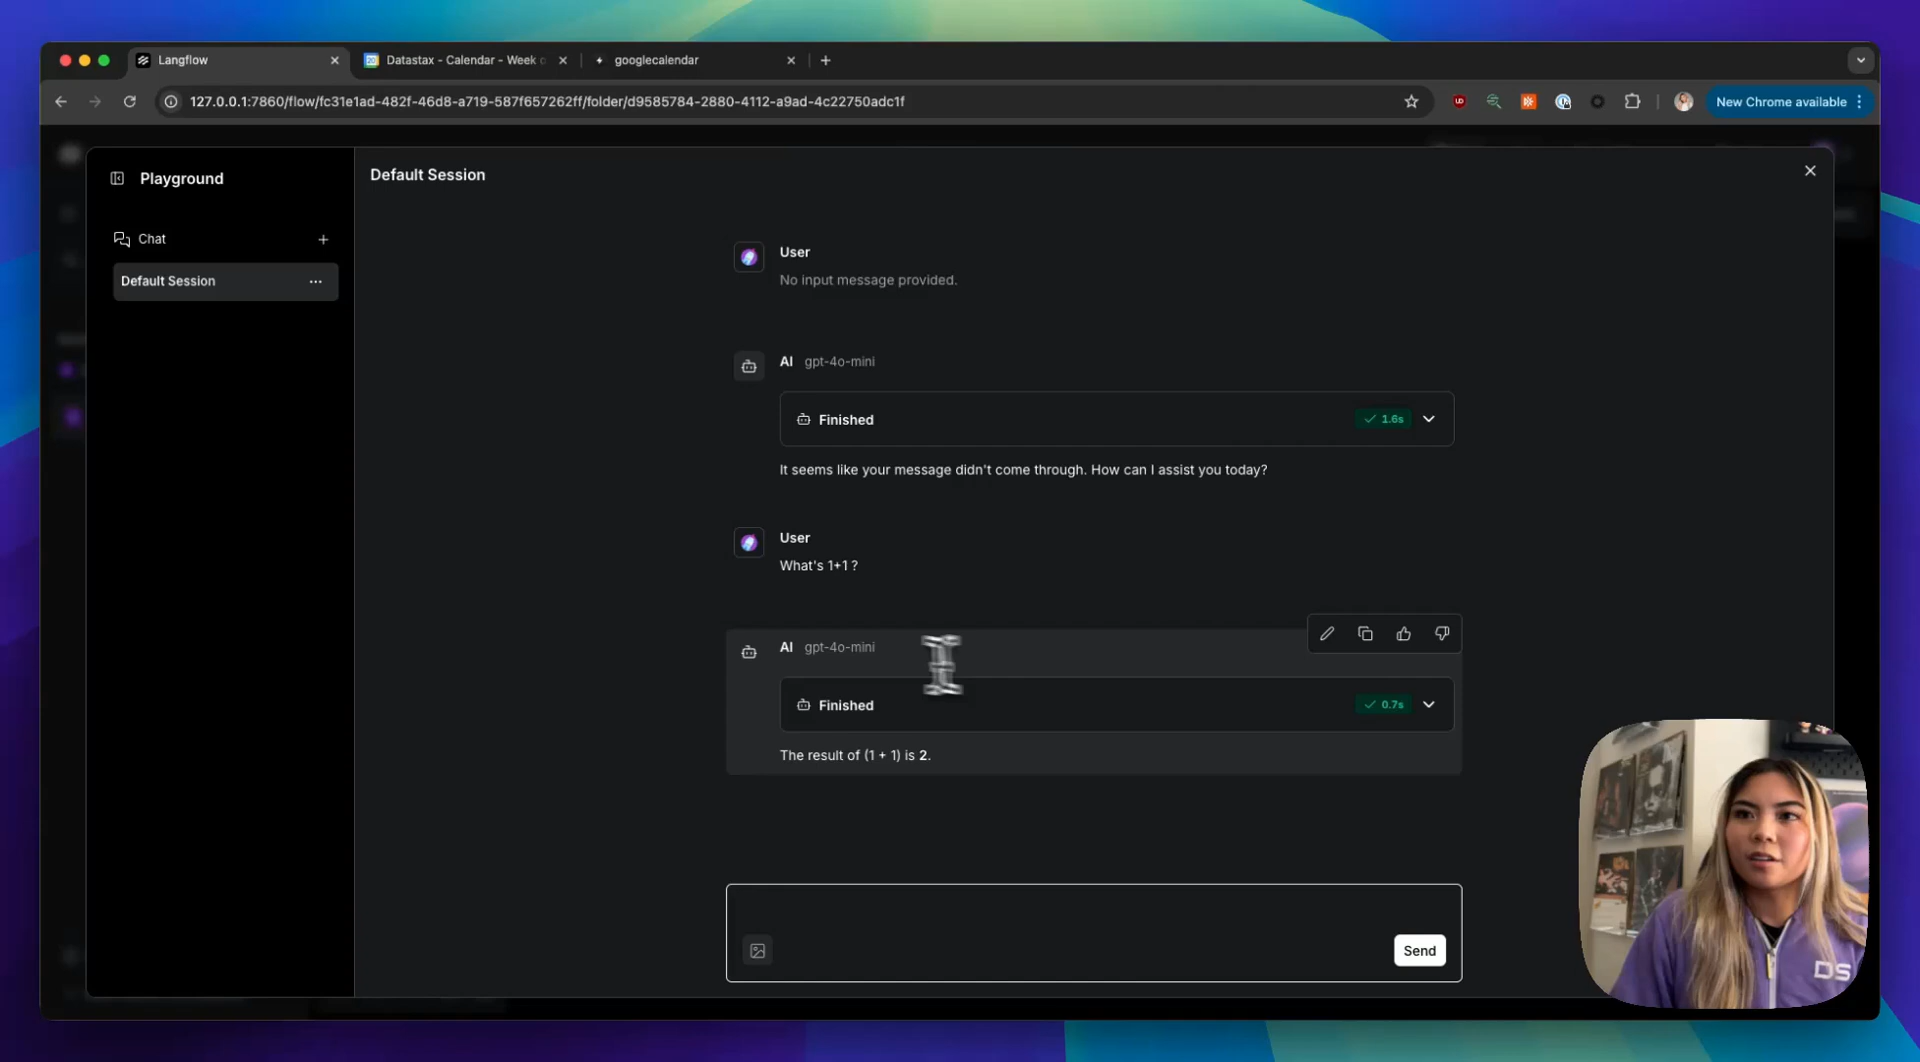 Langflow
Datastax - Calendar - Week
googlecalendar
127.0.0.1:7860/flow/fc31e1ad-482f-46d8-a719-587f657262ff/folder/d9585784-2880-4112-a9ad-4c22750adc1f
New Chrome available
Playground
Default Session
Chat
Default Session
User
No input message provided.
AI gpt-4o-mini
Finished
1.6s
It seems like your message didn't come through. How can I assist you today?
User
What's 1+1 ?
AI gpt-4o-mini
Finished
0.7s
The result of (1 + 1) is 2.
Send
DS